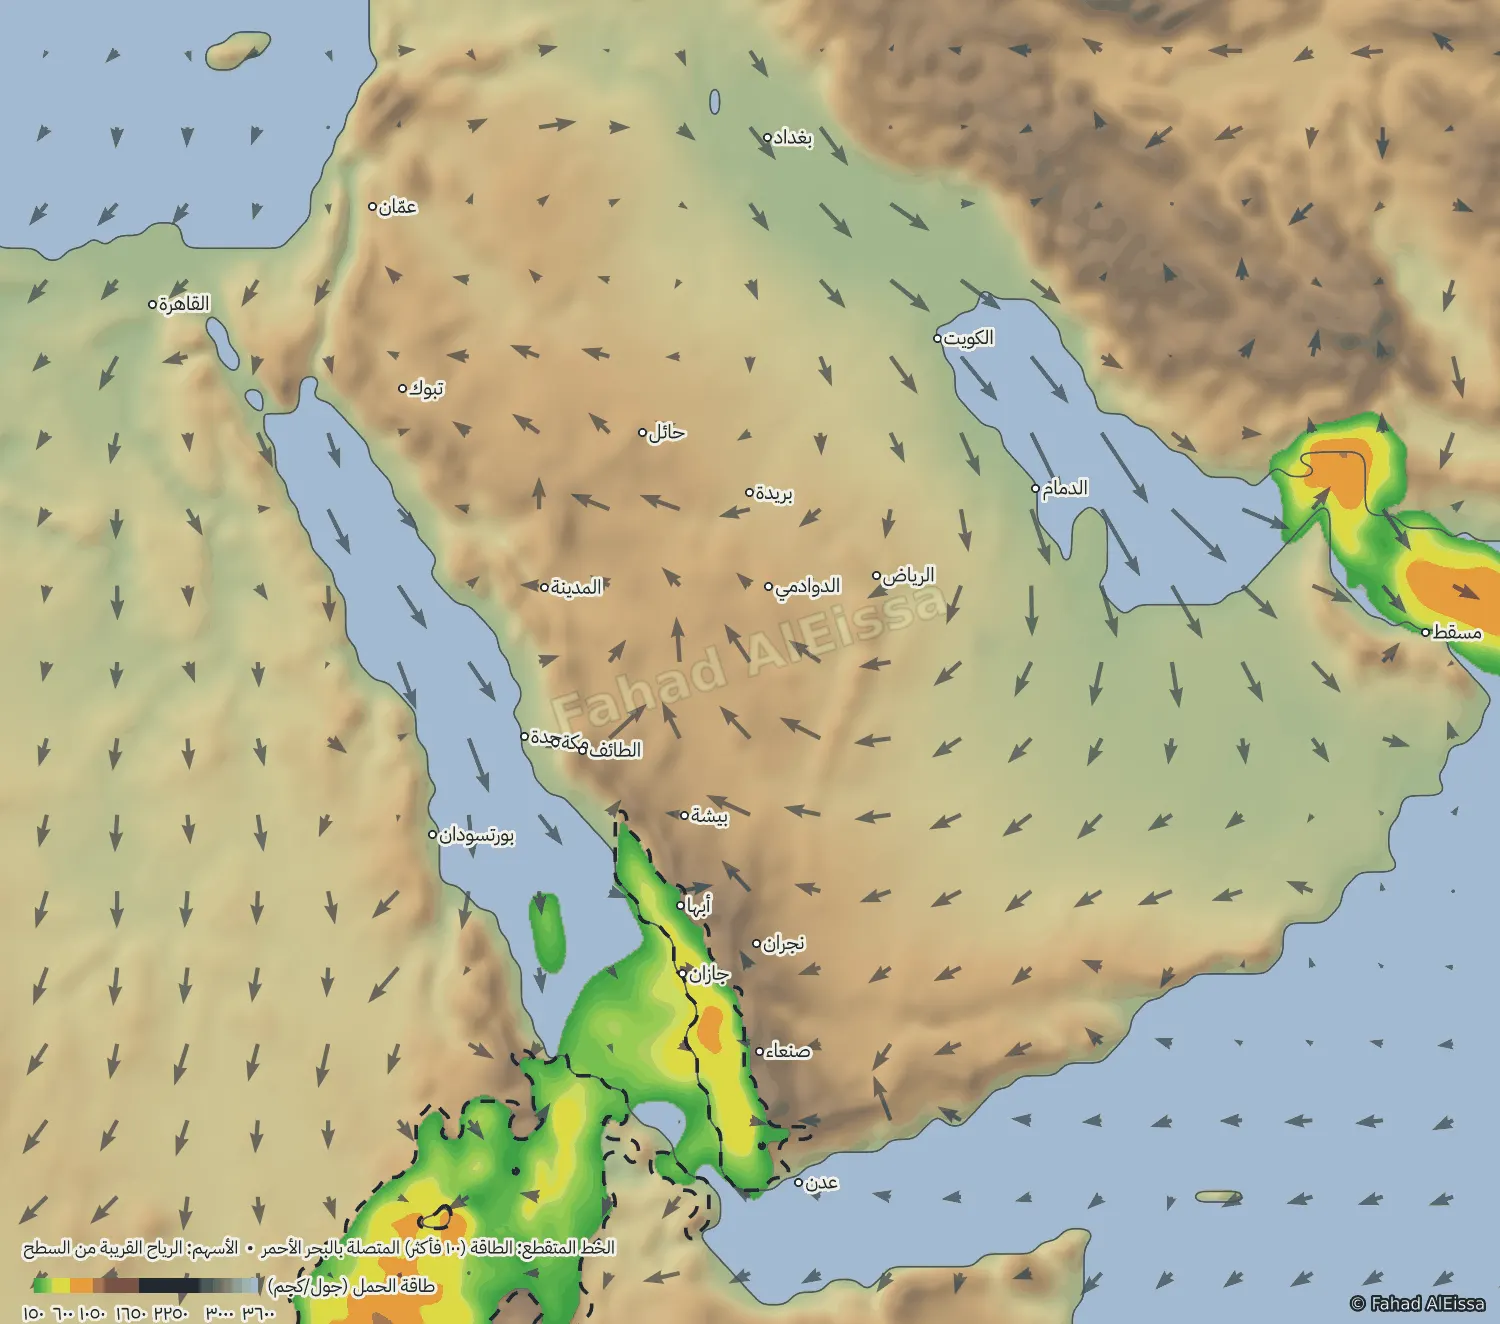 بغداد
عمّان
القاهرة
الكويت
تبوك
حائل
الدمام
بريدة
الرياض
الدوادمي
المدينة
مسقط
Fahad AlEissa
جدة
مكة
الطائف
بيشة
بورتسودان
أبها
نجران
جازان
صنعاء
عدن
الخط المتقطع: الطاقة (١٠٠ فأكثر) المتصلة بالبحر الأحمر • الأسهم: الرياح القريبة من السطح
طاقة الحمل (جول/كجم)
١٥٠ ٦٠٠ ١٠٥٠ ١٦٥٠ ٢٢٥٠ ٣٠٠٠ ٣٦٠٠
© Fahad AlEissa